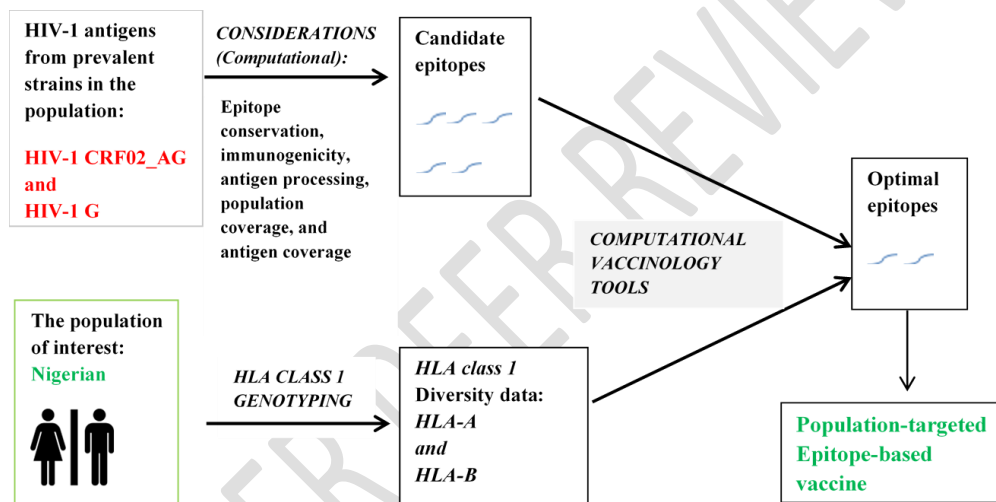 HIV-1 antigens
from prevalent
strains in the
population:
HIV-1 CRF02_AG
and
HIV-1 G
CONSIDERATIONS
(Computational):
Epitope
conservation,
immunogenicity,
antigen processing,
population
coverage, and
antigen coverage
Candidate
epitopes
COMPUTATIONAL
VACCINOLOGY
TOOLS
Optimal
epitopes
The population
of interest:
Nigerian
HLA CLASS 1
GENOTYPING
HLA class 1
Diversity data:
HLA-A
and
HLA-B
Population-targeted
Epitope-based
vaccine
ER PEER REVIEW